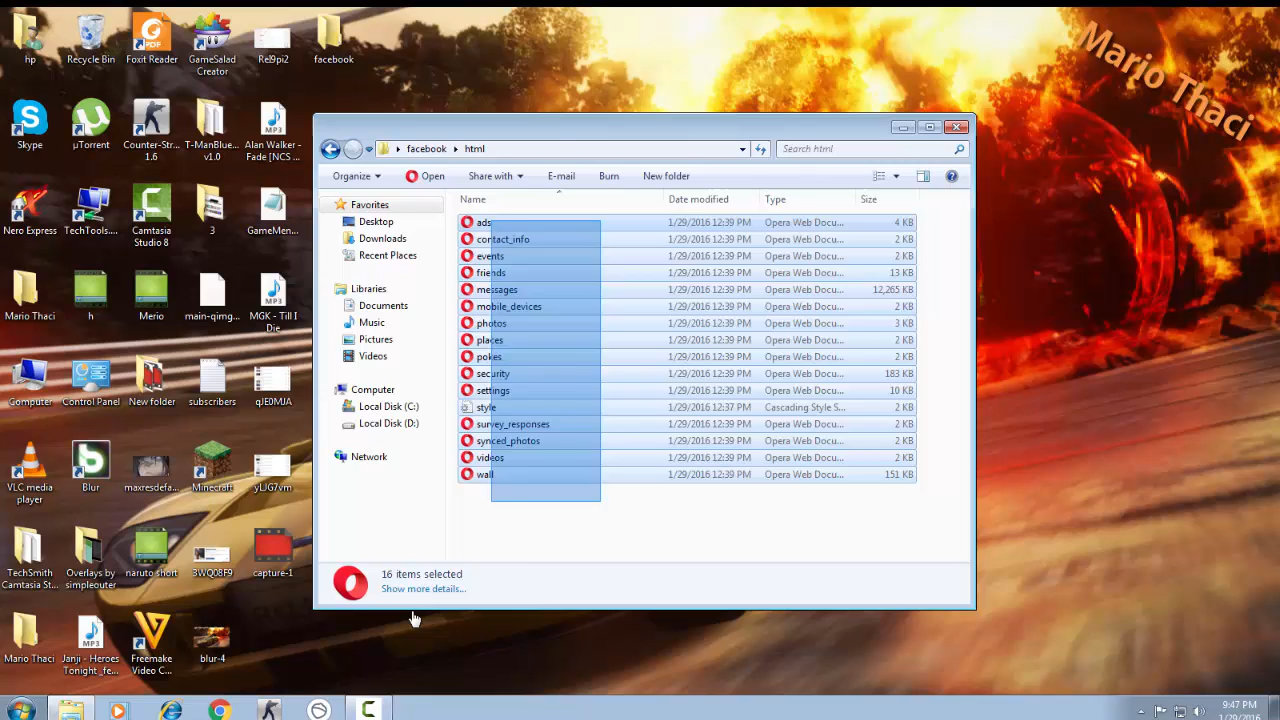 Mario Thaci
hp
Recycle Bin
Foxit Reader
GameSalad
Creator
Rel9pi2
facebook
Skype
µTorrent
Counter-Str...
1.6
T-ManBlue...
v1.0
Alan Walker -
Fade [NCS ...
Nero Express
TechTools....
Camtasia
Studio 8
3
GameMen...
Mario Thaci
h
Merio
main-qimg...
MGK - Till I
Die
Computer
Control Panel
New folder
subscribers
qJE0MJA
VLC media
player
Blur
maxresdefa...
Minecraft
yLJG7vm
TechSmith
Camtasia St...
Overlays by
simpleouter
naruto short
3WQ08F9
capture-1
Mario Thaci
Janji - Heroes
Tonight _fe...
Freemake
Video C...
blur-4
facebook html
Search html
Organize Open Share with E-mail Burn New folder
Favorites
Desktop
Downloads
Recent Places
Libraries
Documents
Music
Pictures
Videos
Computer
Local Disk (C:)
Local Disk (D:)
Network
Name Date modified Type Size
ads 1/29/2016 12:39 PM Opera Web Docu... 4 KB
contact_info 1/29/2016 12:39 PM Opera Web Docu... 2 KB
events 1/29/2016 12:39 PM Opera Web Docu... 2 KB
friends 1/29/2016 12:39 PM Opera Web Docu... 13 KB
messages 1/29/2016 12:39 PM Opera Web Docu... 12,265 KB
mobile_devices 1/29/2016 12:39 PM Opera Web Docu... 2 KB
photos 1/29/2016 12:39 PM Opera Web Docu... 3 KB
places 1/29/2016 12:39 PM Opera Web Docu... 2 KB
pokes 1/29/2016 12:39 PM Opera Web Docu... 2 KB
security 1/29/2016 12:39 PM Opera Web Docu... 183 KB
settings 1/29/2016 12:39 PM Opera Web Docu... 10 KB
style 1/29/2016 12:37 PM Cascading Style S... 2 KB
survey_responses 1/29/2016 12:39 PM Opera Web Docu... 2 KB
synced_photos 1/29/2016 12:39 PM Opera Web Docu... 2 KB
videos 1/29/2016 12:39 PM Opera Web Docu... 2 KB
wall 1/29/2016 12:39 PM Opera Web Docu... 151 KB
16 items selected
Show more details...
9:47 PM
1/29/2016